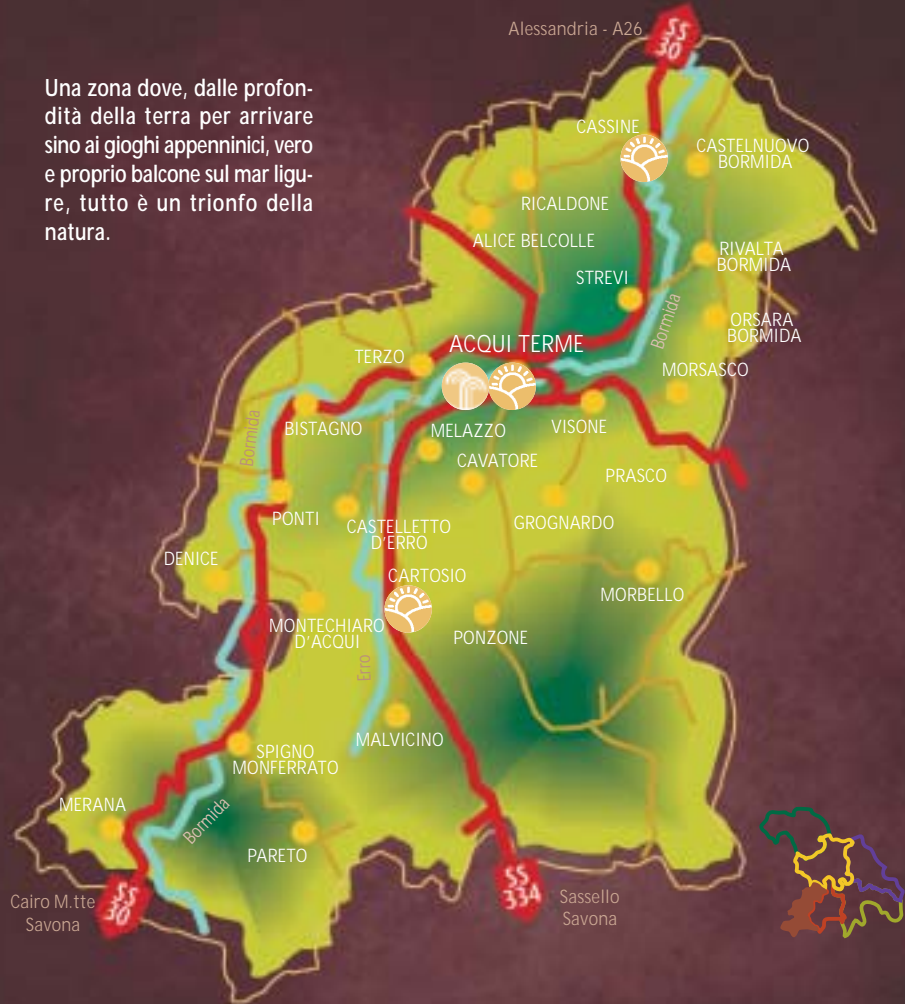 Alessandria - A26
SS
30
Una zona dove, dalle profon-
dità della terra per arrivare
sino ai gioghi appenninici, vero
e proprio balcone sul mar ligu-
re, tutto è un trionfo della
natura.
CASSINE
CASTELNUOVO
BORMIDA
RICALDONE
ALICE BELCOLLE
RIVALTA
BORMIDA
STREVI
Bormida
ORSARA
BORMIDA
ACQUI TERME
TERZO
MORSASCO
BISTAGNO
MELAZZO
VISONE
Bormida
CAVATORE
PRASCO
PONTI
CASTELLETTO
D'ERRO
GROGNARDO
DENICE
CARTOSIO
MORBELLO
MONTECHIARO
D'ACQUI
PONZONE
Erro
MALVICINO
SPIGNO
MONFERRATO
MERANA
Bormida
PARETO
Cairo M.tte
Savona
SS
30
SS
334
Sassello
Savona